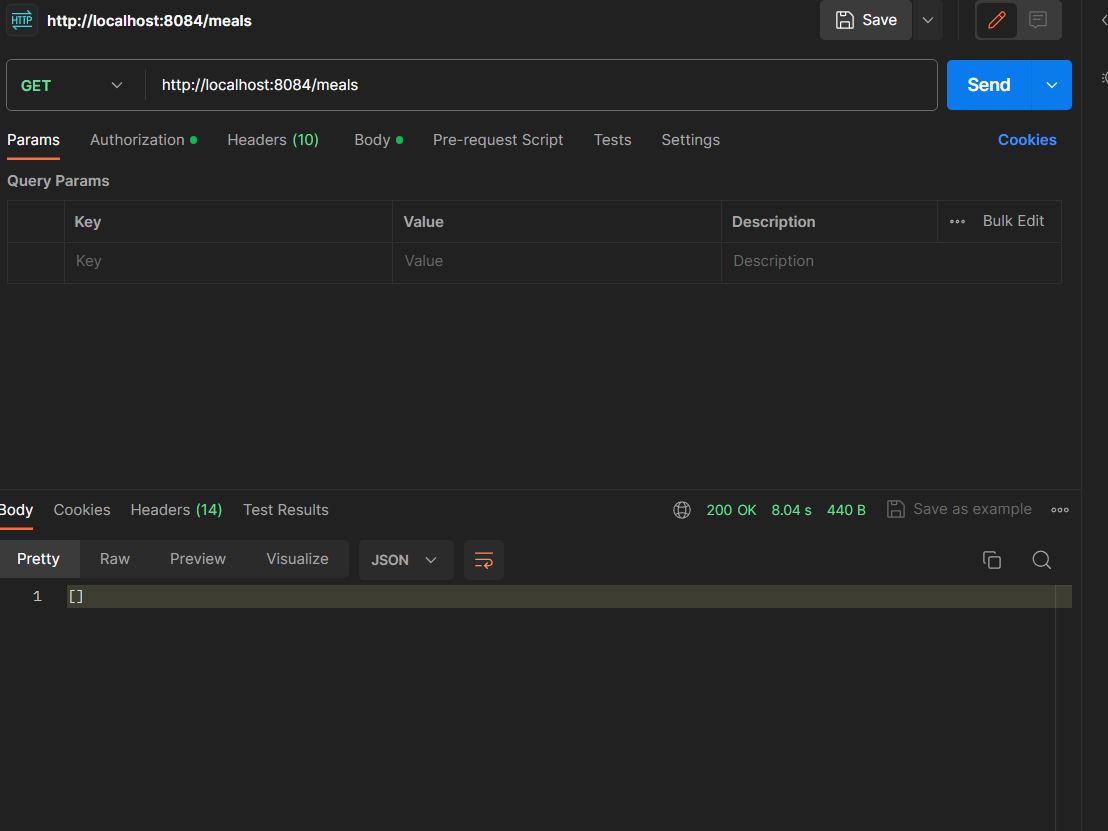 HTTP http://localhost:8084/meals Save
GET http://localhost:8084/meals Send
Params Authorization Headers (10) Body Pre-request Script Tests Settings Cookies
Query Params
Key Value Description Bulk Edit
Key Value Description
Body Cookies Headers (14) Test Results 200 OK 8.04 s 440 B Save as example
Pretty Raw Preview Visualize JSON
1 []